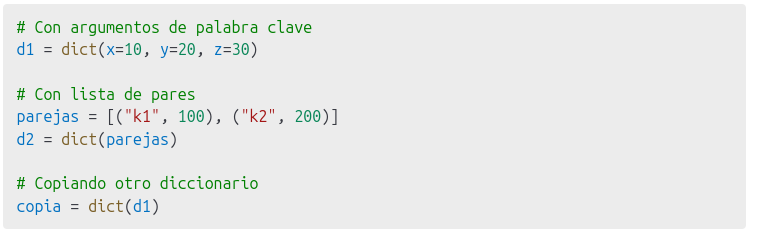 # Con argumentos de palabra clave
d1 = dict(x=10, y=20, z=30)
# Con lista de pares
parejas = [("k1", 100), ("k2", 200)]
d2 = dict(parejas)
# Copiando otro diccionario
copia = dict(d1)